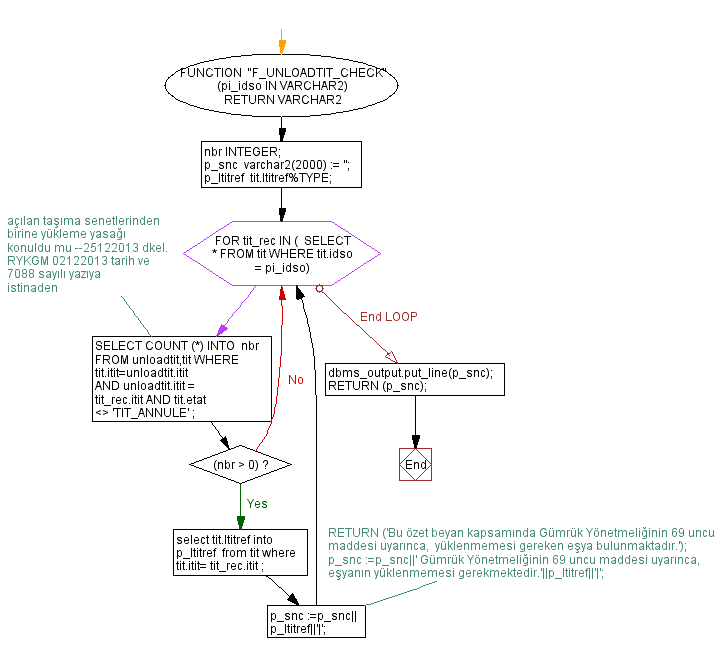 FUNCTION "F_UNLOADTIT_CHECK"
(pi_idso IN VARCHAR2)
RETURN VARCHAR2
nbr INTEGER;
p_snc varchar2(2000) := '';
p_ltitref tit.ltitref%TYPE;
açılan taşıma senetlerinden
birine yükleme yasağı
konuldu mu --25122013 dkel.
RYKGM 02122013 tarih ve
7088 sayılı yazıya
istinaden
FOR tit_rec IN ( SELECT
* FROM tit WHERE tit.idso
= pi_idso)
End LOOP
SELECT COUNT (*) INTO nbr
FROM unloadtit,tit WHERE
tit.itit=unloadtit.itit
AND unloadtit.itit =
tit_rec.itit AND tit.etat
<> 'TIT_ANNULE' ;
dbms_output.put_line(p_snc);
RETURN (p_snc);
No
(nbr > 0) ?
End
Yes
select tit.ltitref into
p_ltitref from tit where
tit.itit= tit_rec.itit ;
RETURN ('Bu özet beyan kapsamında Gümrük Yönetmeliğinin 69 uncu
maddesi uyarınca, yüklenmemesi gereken eşya bulunmaktadır.');
p_snc :=p_snc||' Gümrük Yönetmeliğinin 69 uncu maddesi uyarınca,
eşyanın yüklenmemesi gerekmektedir.'||p_ltitref||'|';
p_snc :=p_snc||
p_ltitref||'|';